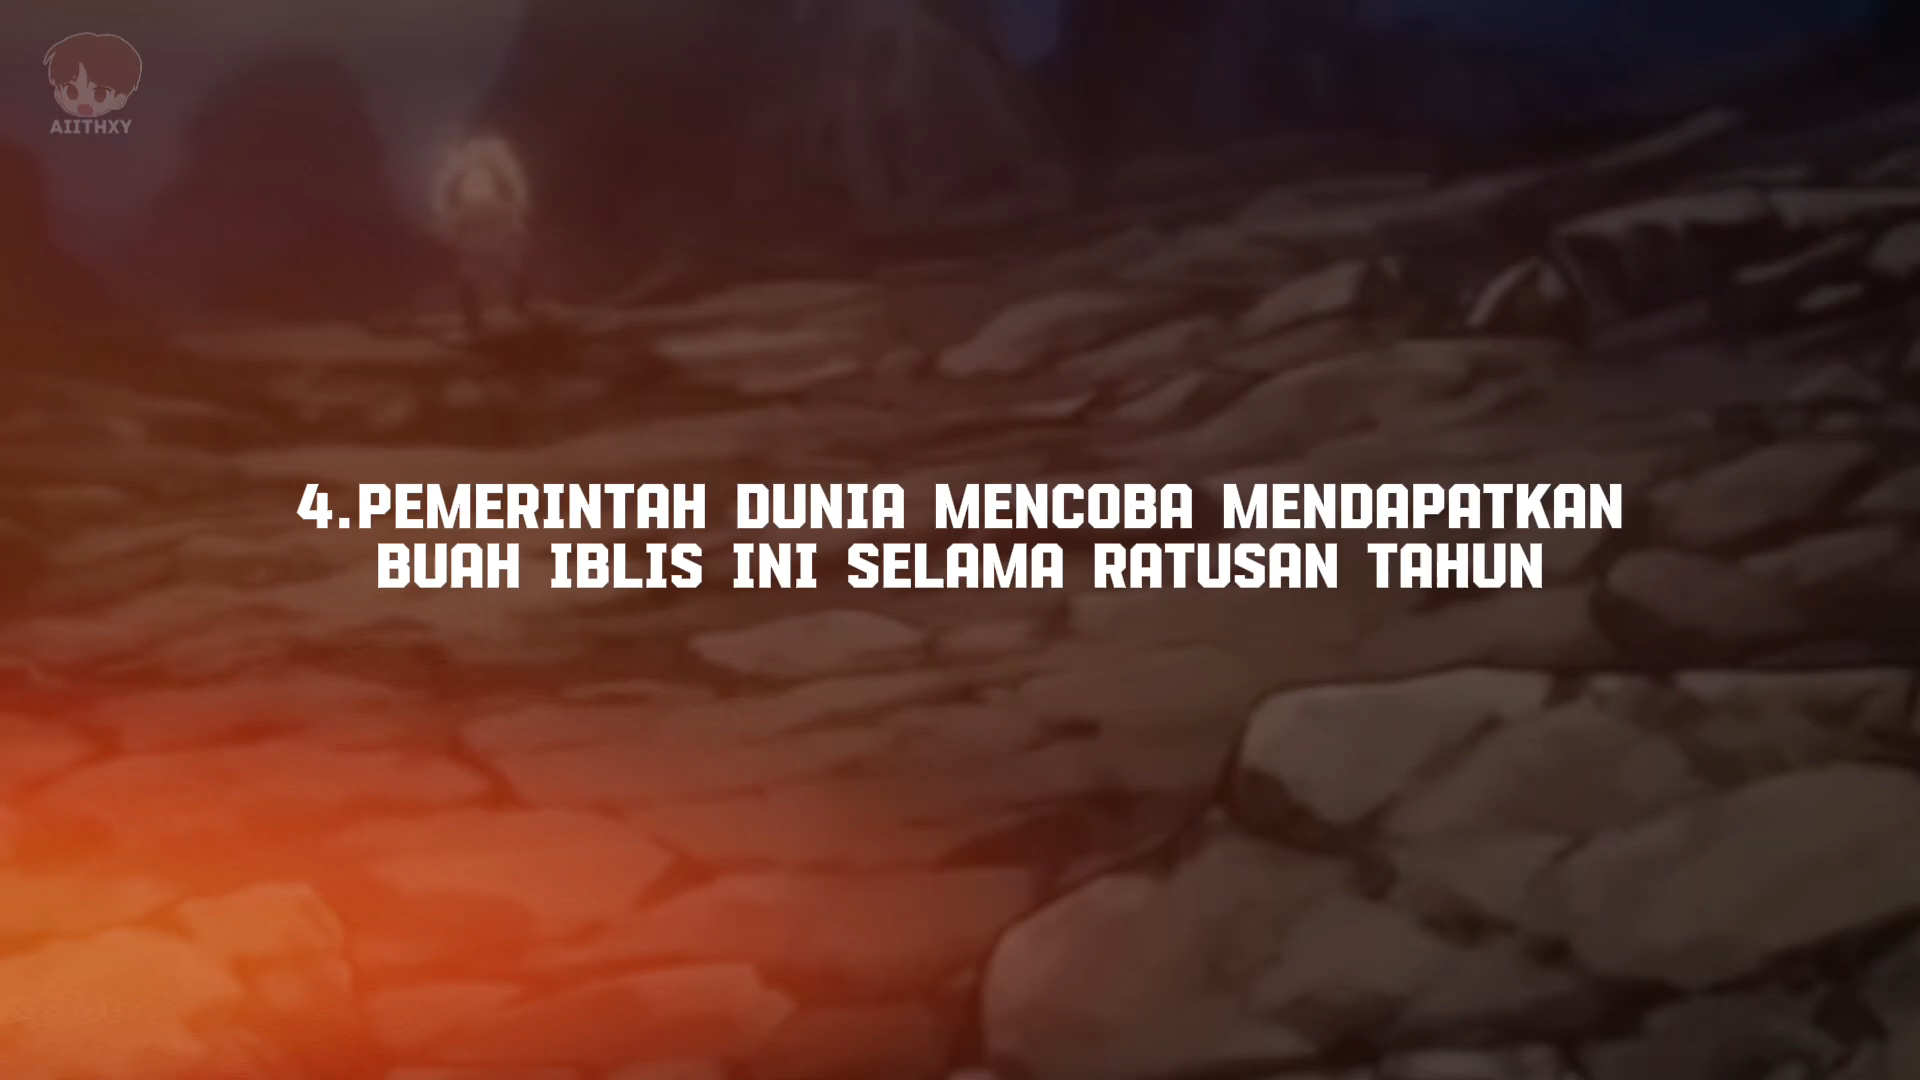 AIITHXY
4.PEMERINTAH DUNIA MENCOBA MENDAPATKAN
BUAH IBLIS INI SELAMA RATUSAN TAHUN